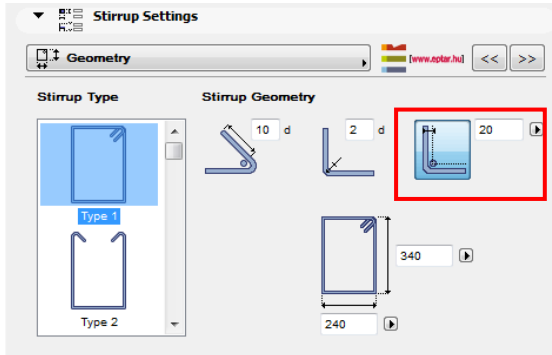 Stirrup Settings
Geometry [www.eptar.hu] << >>
Stirrup Type Stirrup Geometry
10 d 2 d 20
Type 1
340
Type 2
240